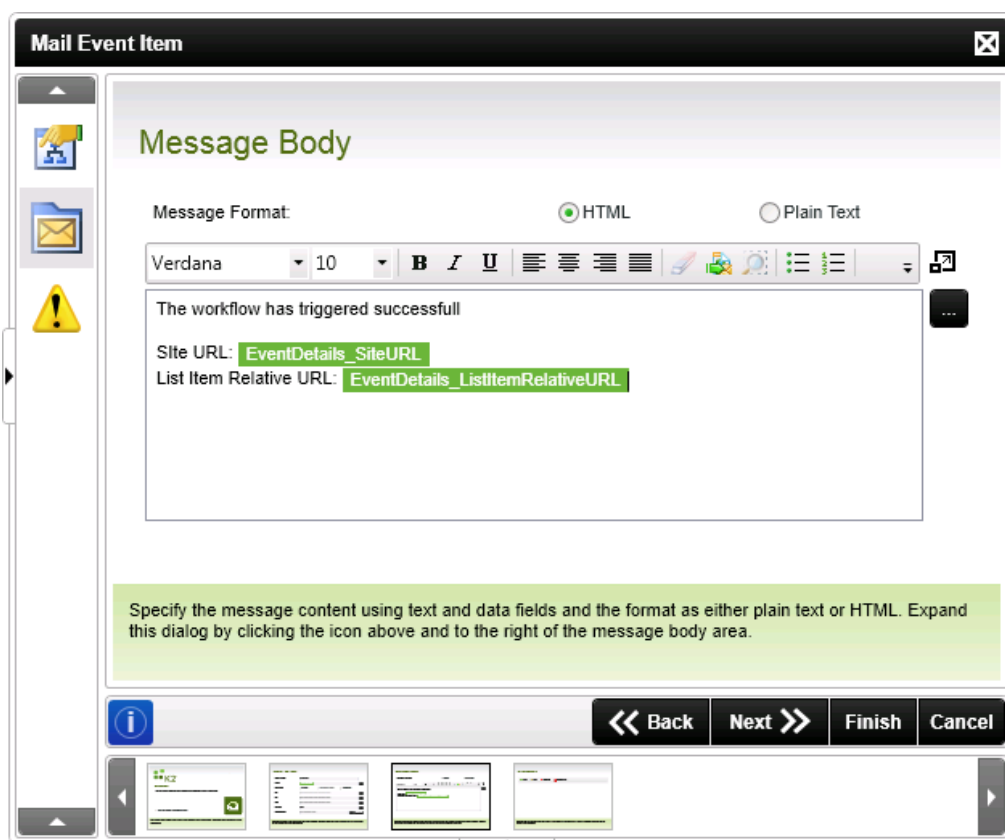 Mail Event Item
Message Body
Message Format: HTML Plain Text
Verdana 10 B I U
The workflow has triggered successfull
...
SIte URL: EventDetails_SiteURL
List Item Relative URL: EventDetails_ListItemRelativeURL
Specify the message content using text and data fields and the format as either plain text or HTML. Expand
this dialog by clicking the icon above and to the right of the message body area.
i Back Next Finish Cancel
K2